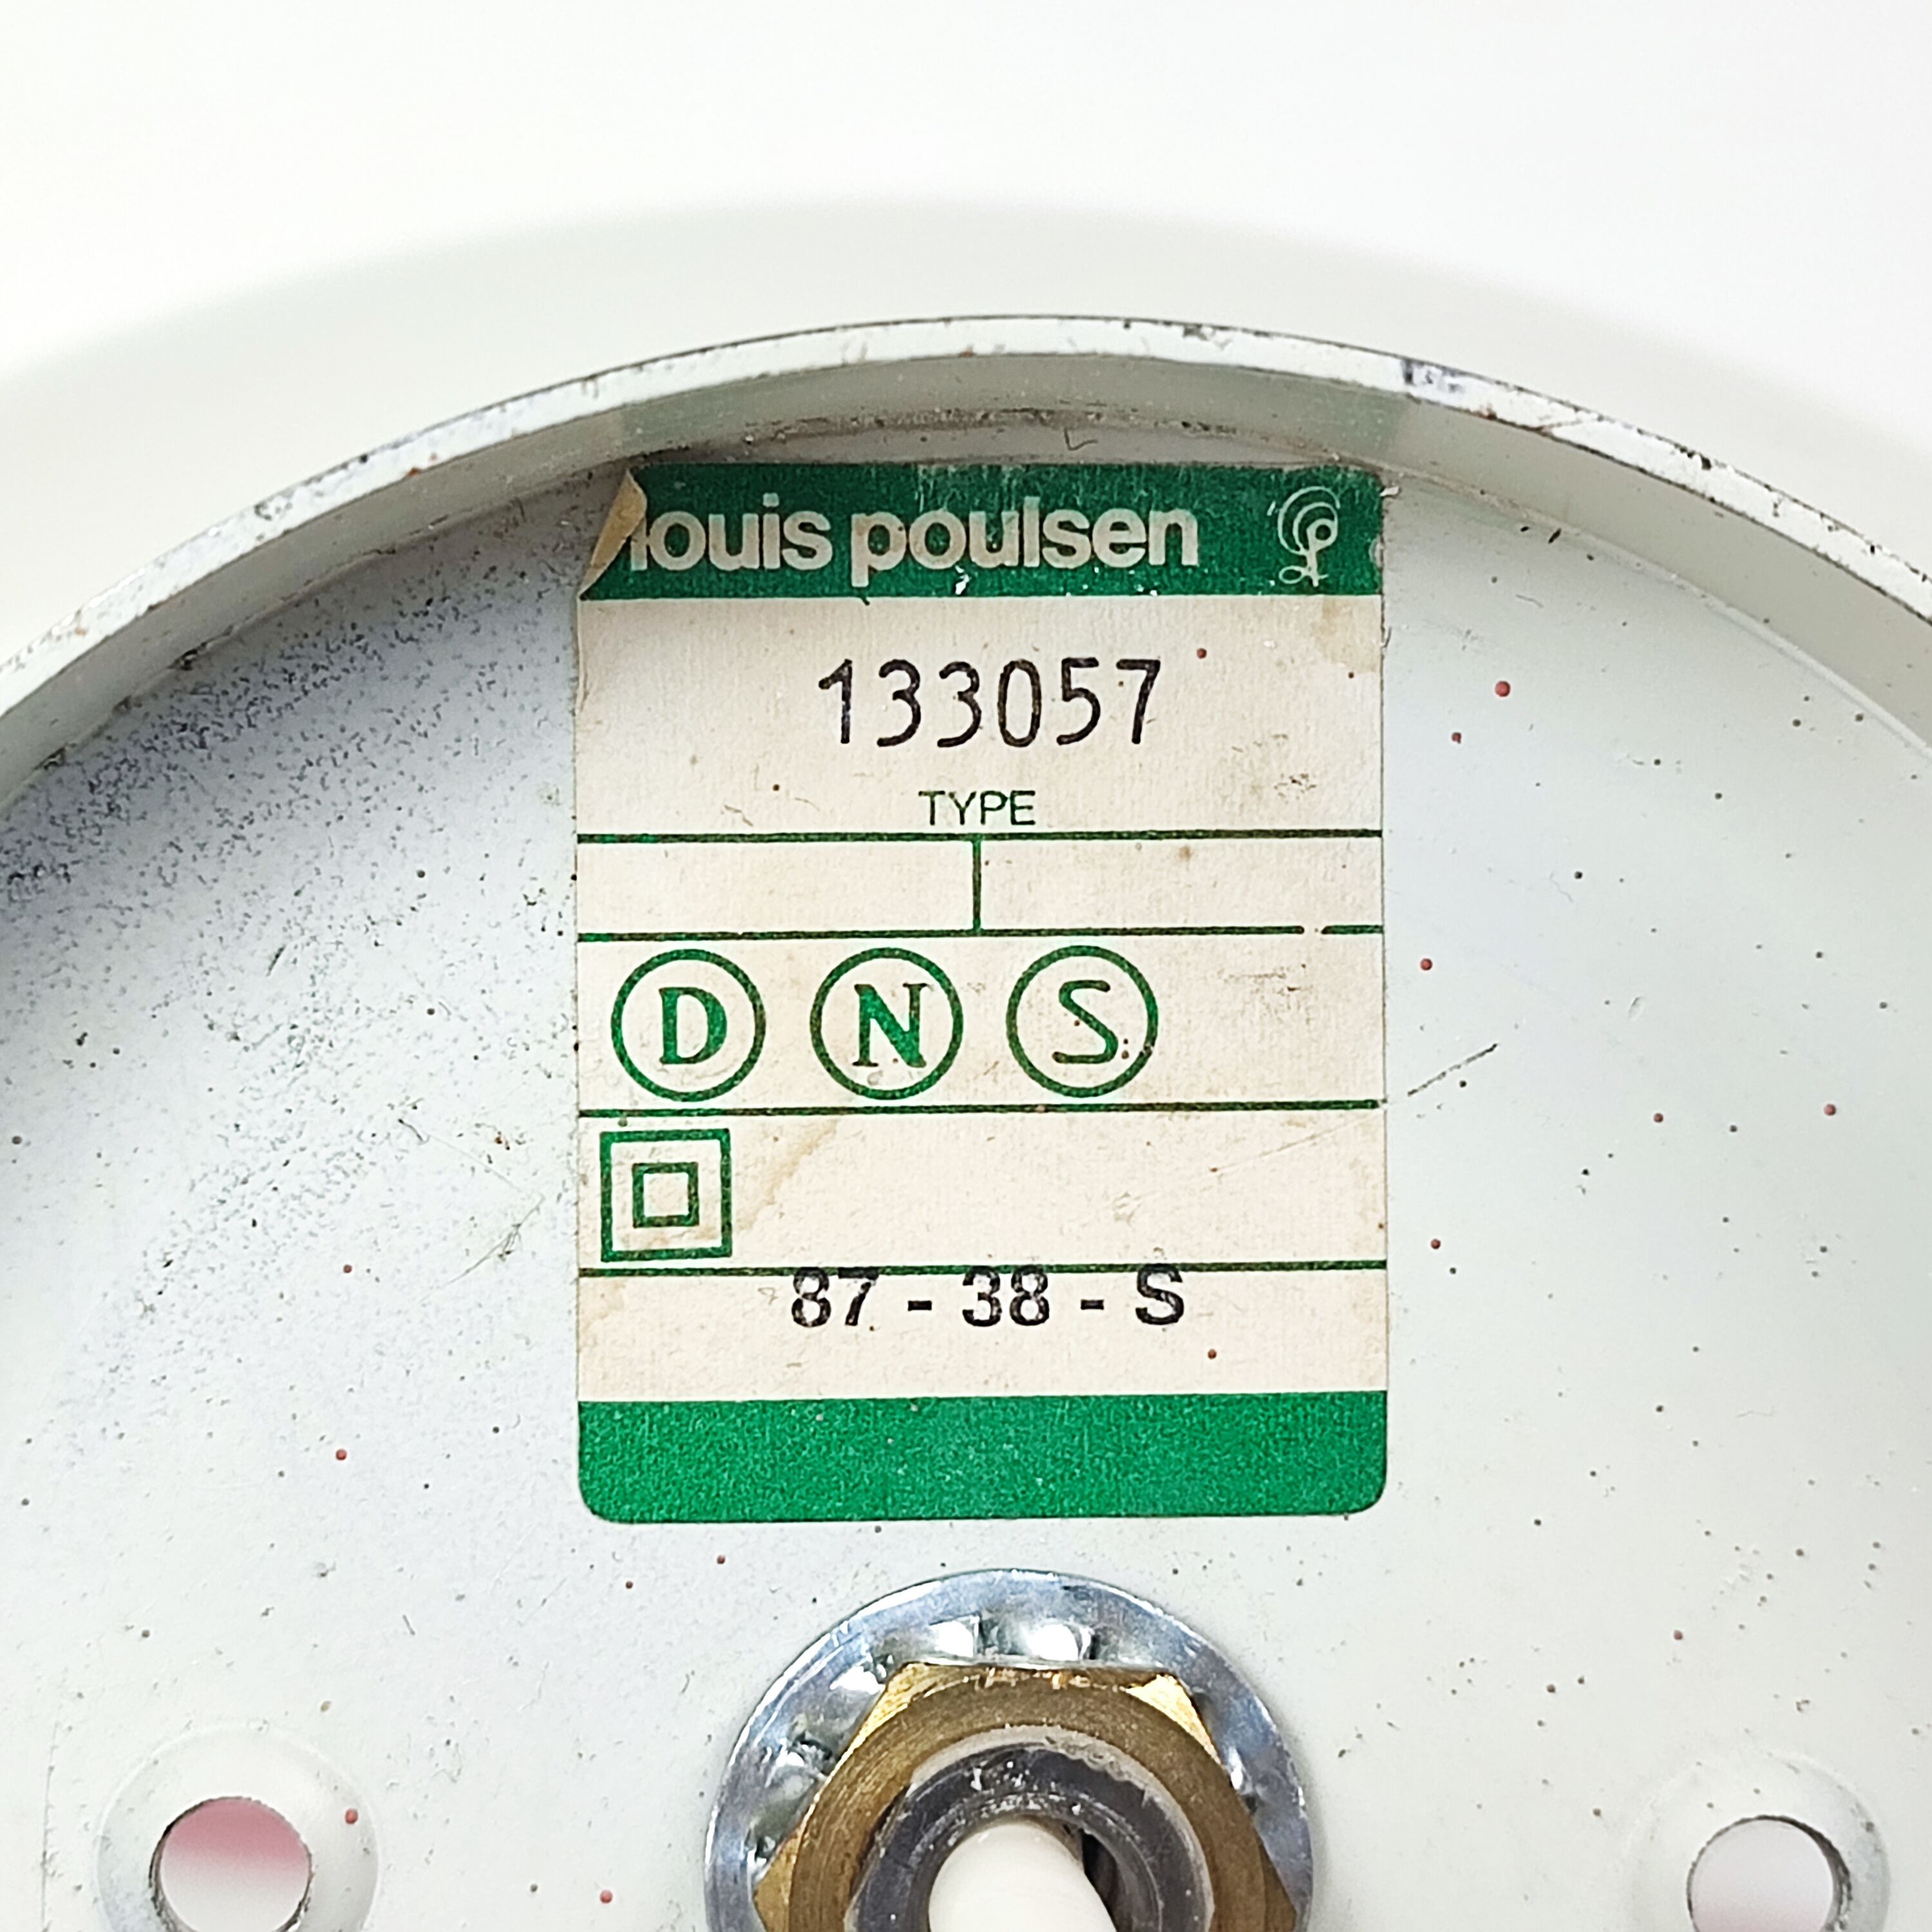 louis poulsen
133057
TYPE
D N S
87 - 38 - S